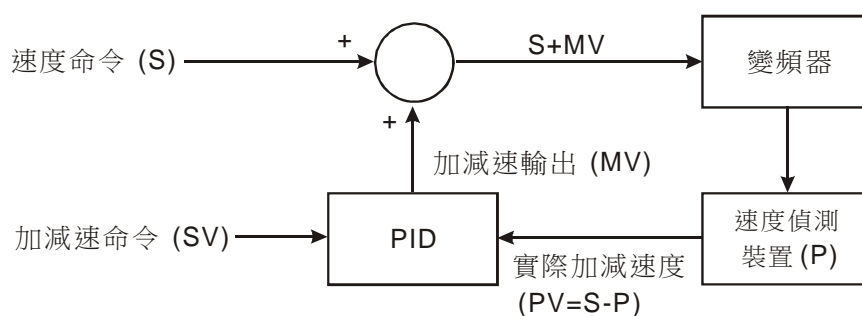 速度命令 (S)
+
S+MV
變頻器
+
加減速輸出 (MV)
加減速命令 (SV)
PID
速度偵測
裝置(P)
實際加減速度
(PV=S-P)